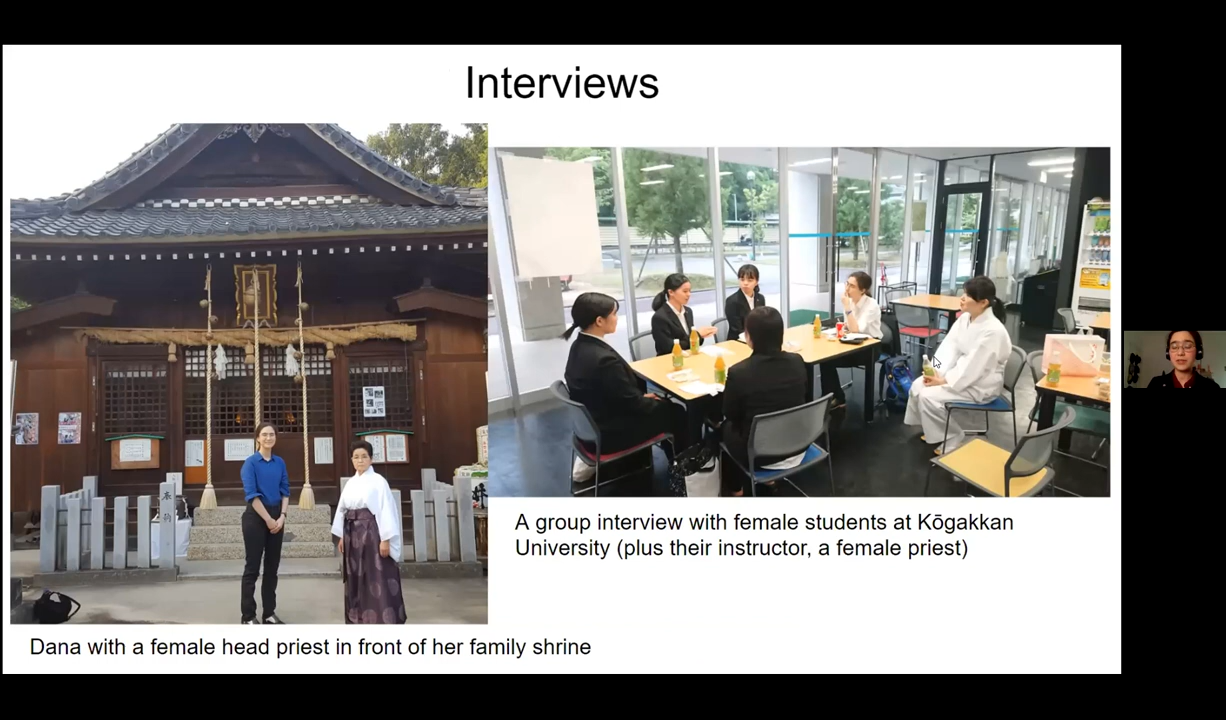 Interviews
A group interview with female students at Kōgakkan
University (plus their instructor, a female priest)
Dana with a female head priest in front of her family shrine